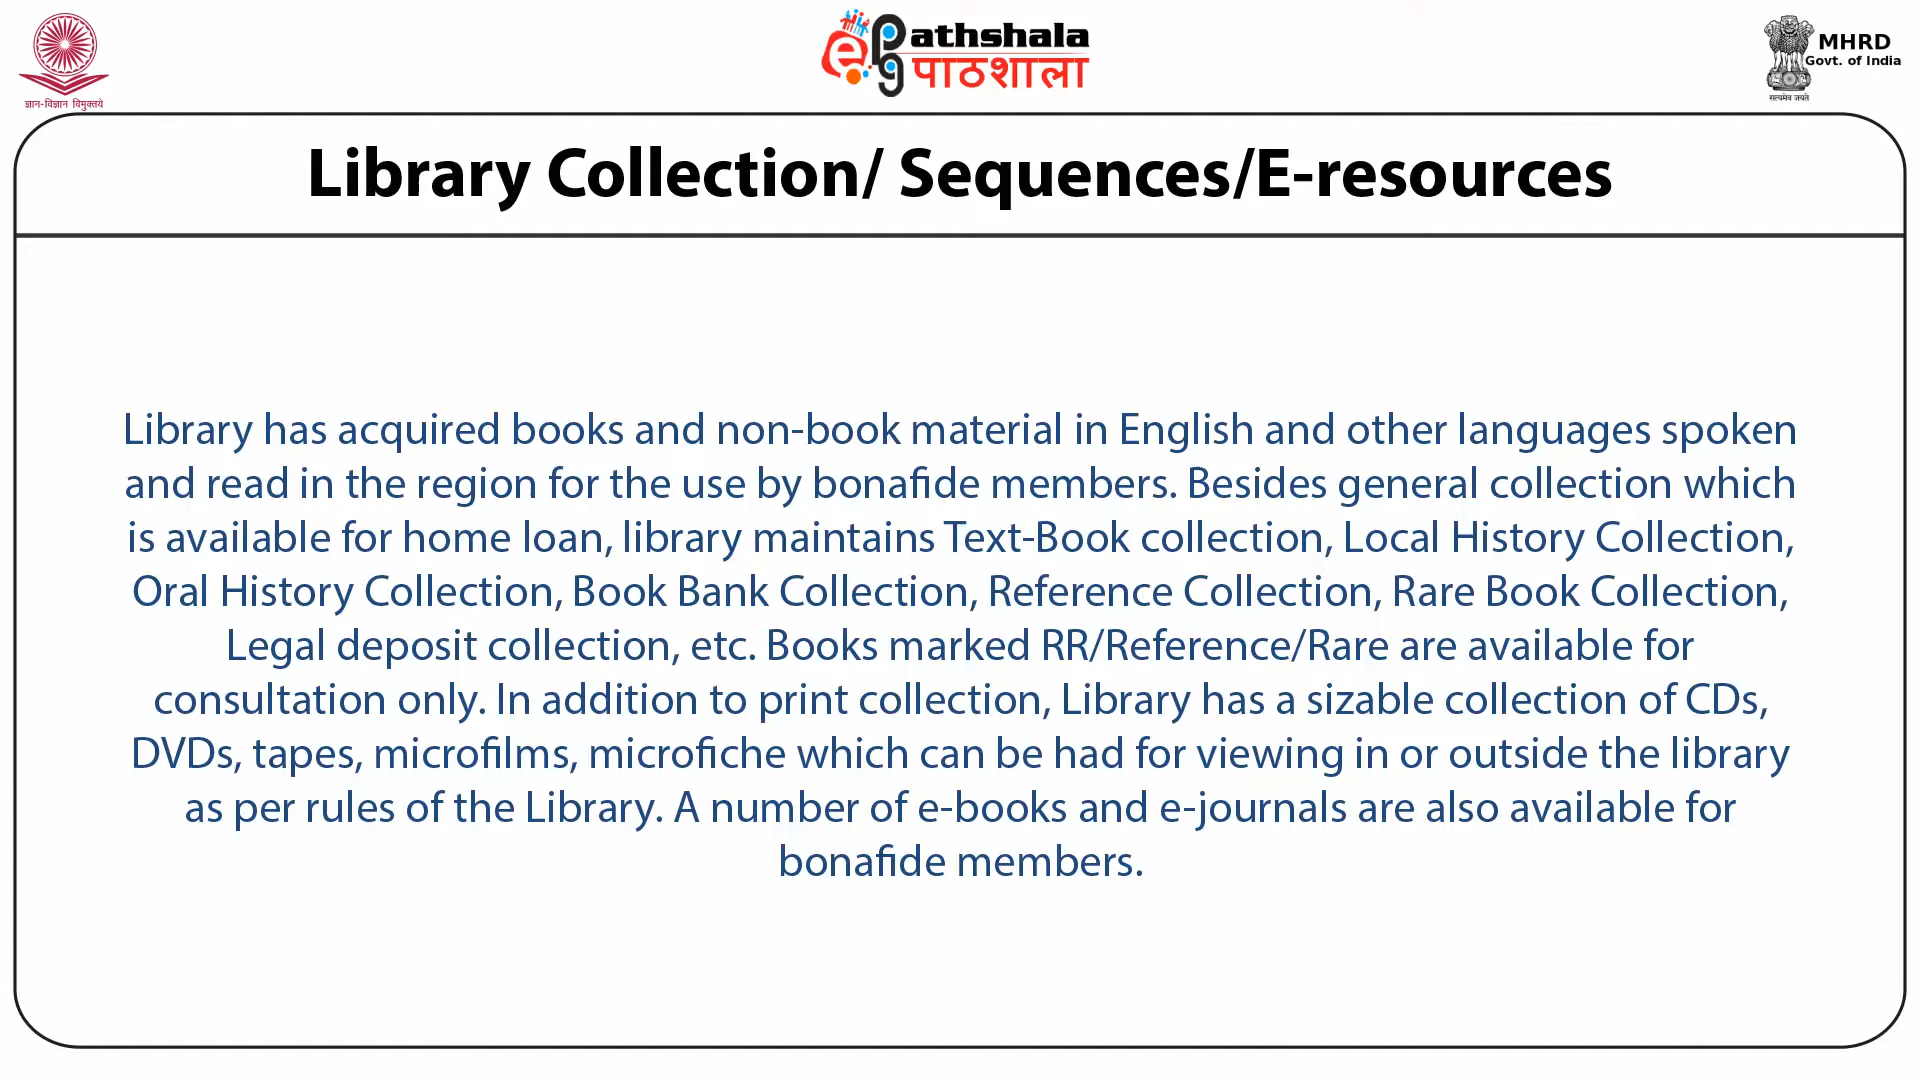 ज्ञान-विज्ञान विमुक्तये
e Pathshala
पाठशाला
MHRD
Govt. of India
सत्यमेव जयते
Library Collection/ Sequences/E-resources
Library has acquired books and non-book material in English and other languages spoken
and read in the region for the use by bonafide members. Besides general collection which
is available for home loan, library maintains Text-Book collection, Local History Collection,
Oral History Collection, Book Bank Collection, Reference Collection, Rare Book Collection,
Legal deposit collection, etc. Books marked RR/Reference/Rare are available for
consultation only. In addition to print collection, Library has a sizable collection of CDs,
DVDs, tapes, microfilms, microfiche which can be had for viewing in or outside the library
as per rules of the Library. A number of e-books and e-journals are also available for
bonafide members.